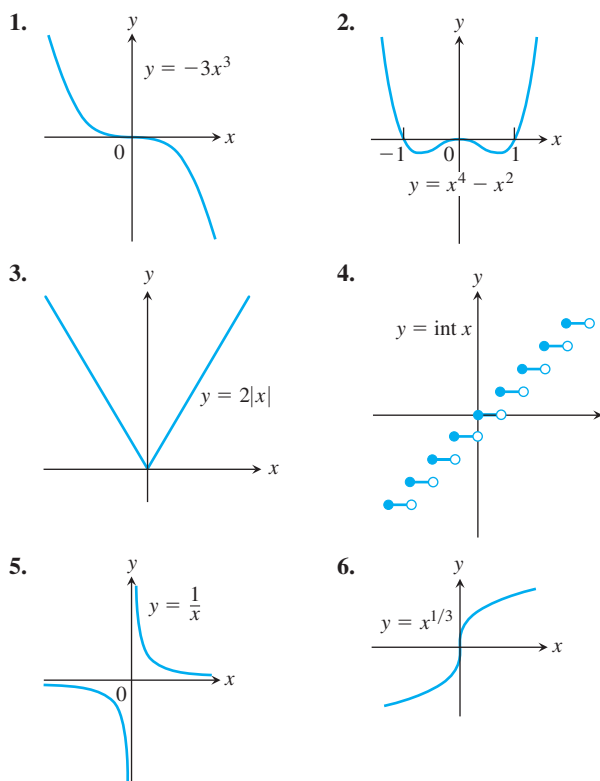 1.
y
y = −3x³
x
0
2.
y
x
−1
0
1
y = x⁴ − x²
3.
y
y = 2|x|
x
4.
y
y = int x
5.
y
y = 1/x
x
0
6.
y
y = x^{1/3}
x